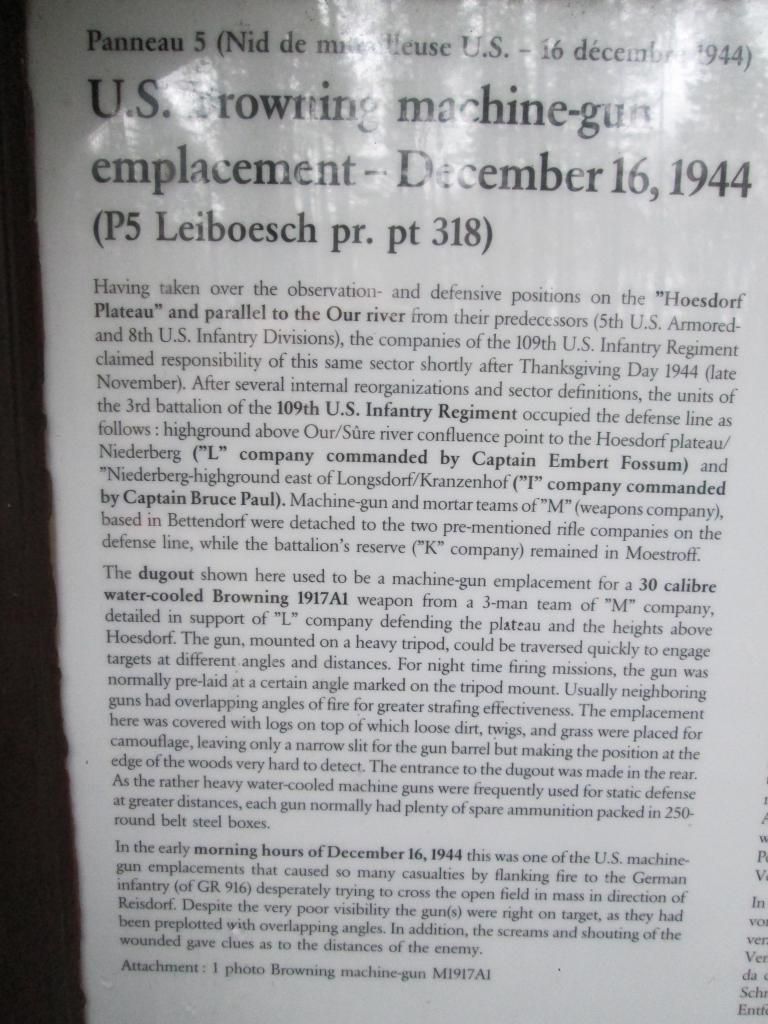 Panneau 5 (Nid de mitrailleuse U.S. – 16 décembre 1944)
U.S. Browning machine-gun
emplacement – December 16, 1944
(P5 Leiboesch pr. pt 318)
Having taken over the observation- and defensive positions on the "Hoesdorf
Plateau" and parallel to the Our river from their predecessors (5th U.S. Armored-
and 8th U.S. Infantry Divisions), the companies of the 109th U.S. Infantry Regiment
claimed responsibility of this same sector shortly after Thanksgiving Day 1944 (late
November). After several internal reorganizations and sector definitions, the units of
the 3rd battalion of the 109th U.S. Infantry Regiment occupied the defense line as
follows : highground above Our/Sûre river confluence point to the Hoesdorf plateau/
Niederberg ("L" company commanded by Captain Embert Fossum) and
"Niederberg-highground east of Longsdorf/Kranzenhof ("I" company commanded
by Captain Bruce Paul). Machine-gun and mortar teams of "M" (weapons company),
based in Bettendorf were detached to the two pre-mentioned rifle companies on the
defense line, while the battalion's reserve ("K" company) remained in Moestroff.
The dugout shown here used to be a machine-gun emplacement for a 30 calibre
water-cooled Browning 1917A1 weapon from a 3-man team of "M" company,
detailed in support of "L" company defending the plateau and the heights above
Hoesdorf. The gun, mounted on a heavy tripod, could be traversed quickly to engage
targets at different angles and distances. For night time firing missions, the gun was
normally pre-laid at a certain angle marked on the tripod mount. Usually neighboring
guns had overlapping angles of fire for greater strafing effectiveness. The emplacement
here was covered with logs on top of which loose dirt, twigs, and grass were placed for
camouflage, leaving only a narrow slit for the gun barrel but making the position at the
edge of the woods very hard to detect. The entrance to the dugout was made in the rear.
As the rather heavy water-cooled machine guns were frequently used for static defense
at greater distances, each gun normally had plenty of spare ammunition packed in 250-
round belt steel boxes.
In the early morning hours of December 16, 1944 this was one of the U.S. machine-
gun emplacements that caused so many casualties by flanking fire to the German
infantry (of GR 916) desperately trying to cross the open field in mass in direction of
Reisdorf. Despite the very poor visibility the gun(s) were right on target, as they had
been preplotted with overlapping angles. In addition, the screams and shouting of the
wounded gave clues as to the distances of the enemy.
Attachment : 1 photo Browning machine-gun M1917A1
In
da